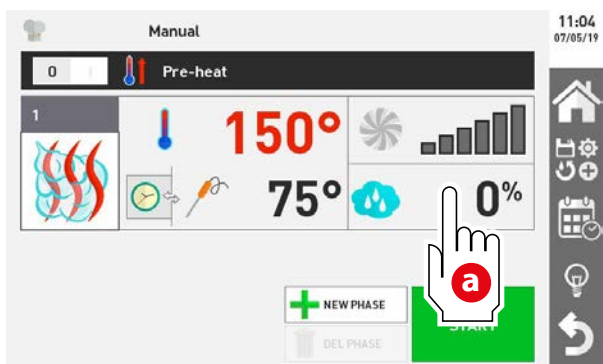 Manual
11:04
07/05/19
0
Pre-heat
1
150°
75°
0%
a
NEW PHASE
START
DEL PHASE